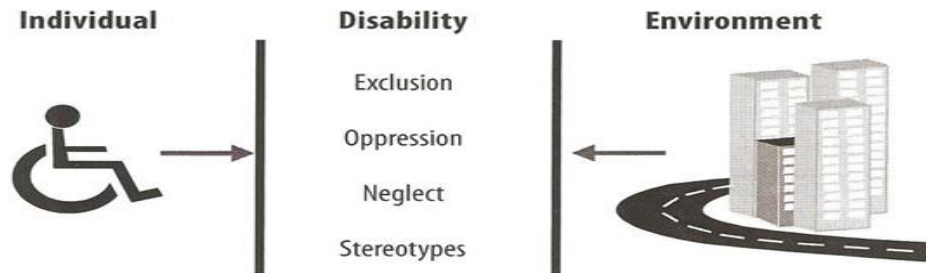 Individual
Disability
Environment
Exclusion
Oppression
Neglect
Stereotypes